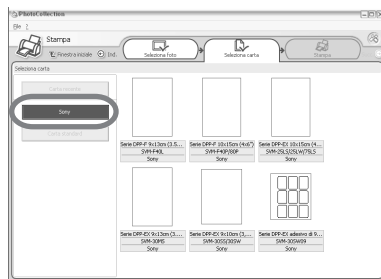 PhotoCollection
File ?
Stampa
Finestra iniziale Ind.
Seleziona foto
Seleziona carta
Stampa
Seleziona carta
Carta recente
Sony
Carta standard
Serie DPP-F 9x13cm (3.5...
SVM-F40L
Sony
Serie DPP-F 10x15cm (4x6")
SVM-F40P/80P
Sony
Serie DPP-EX 10x15cm (4...
SVM-25LS/25LW/75LS
Sony
Serie DPP-EX 9x13cm (3....
SVM-30MS
Sony
Serie DPP-EX 9x10cm (3,...
SVM-30SS/30SW
Sony
Serie DPP-EX adesivo di 9...
SVM-30SW09
Sony